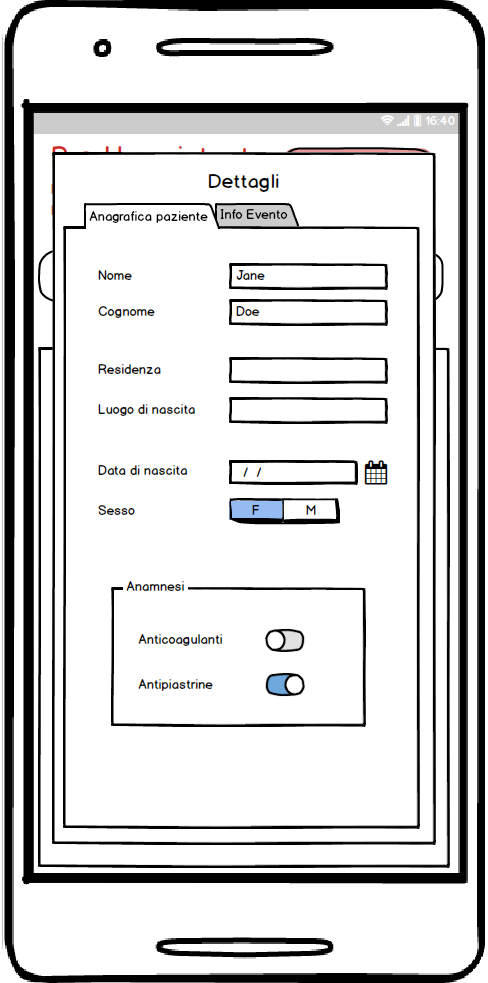 16:40
Dettagli
Anagrafica paziente
Info Evento
Nome
Jane
Cognome
Doe
Residenza
Luogo di nascita
Data di nascita
/ /
Sesso
F
M
Anamnesi
Anticoagulanti
Antipiastrine